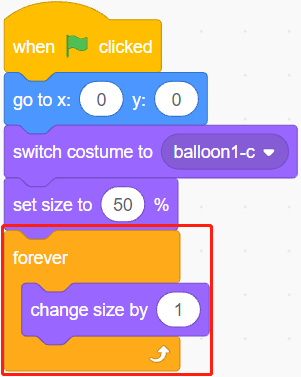 when clicked
go to x: 0 y: 0
switch costume to balloon1-c
set size to 50 %
forever
change size by 1